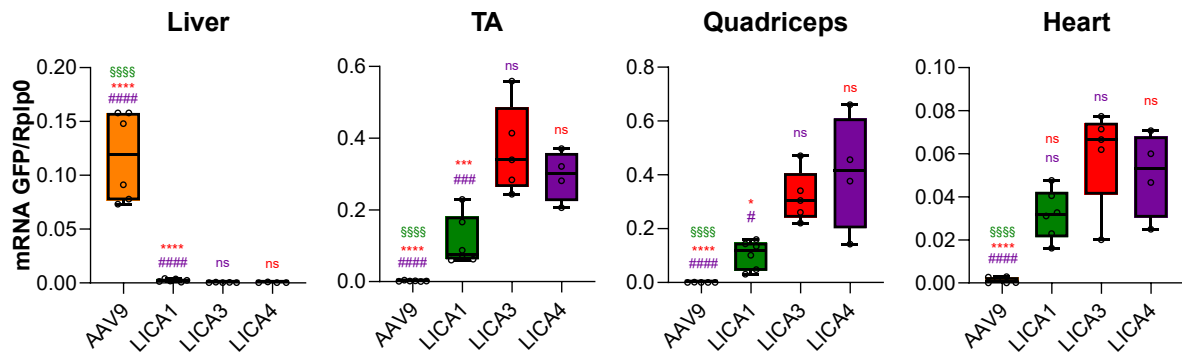 Liver
TA
Quadriceps
Heart
mRNA GFP/Rplp0
0.20
0.15
0.10
0.05
0.00
§§§§
****
####
****
####
ns
ns
AAV9
LICA1
LICA3
LICA4
0.6
0.4
0.2
0.0
§§§§
****
####
***
###
ns
ns
AAV9
LICA1
LICA3
LICA4
0.8
0.6
0.4
0.2
0.0
§§§§
****
####
*
#
ns
ns
AAV9
LICA1
LICA3
LICA4
0.10
0.08
0.06
0.04
0.02
0.00
§§§§
****
####
ns
ns
ns
ns
AAV9
LICA1
LICA3
LICA4